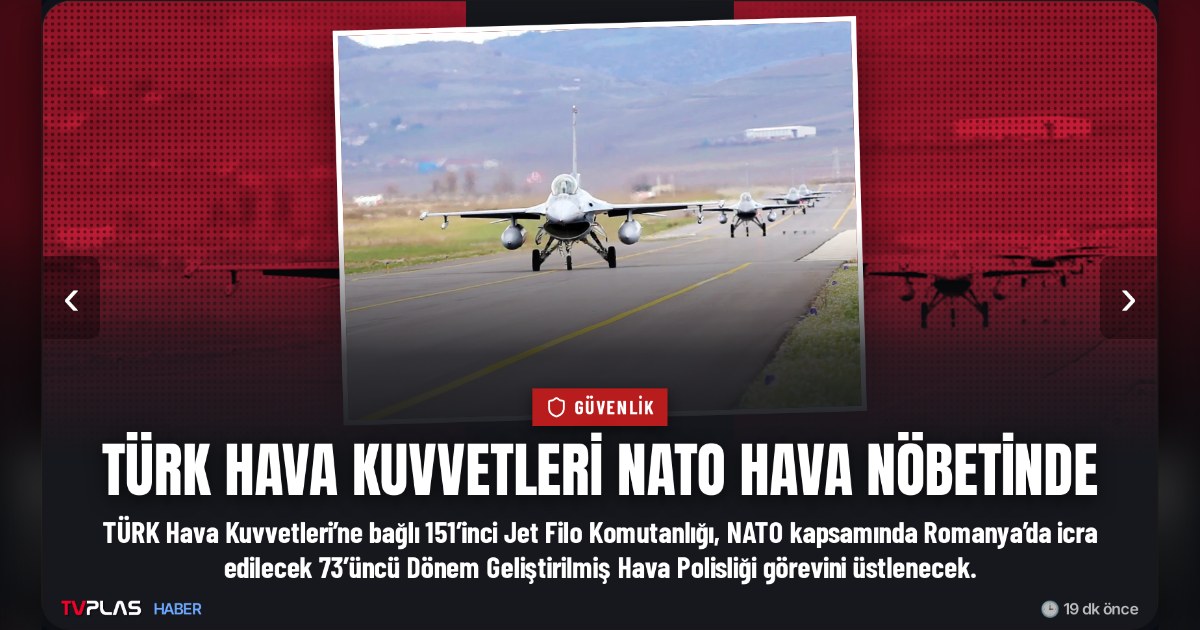 GÜVENLİK
TÜRK HAVA KUVVETLERİ NATO HAVA NÖBETİNDE
TÜRK Hava Kuvvetleri’ne bağlı 151’inci Jet Filo Komutanlığı, NATO kapsamında Romanya’da icra
edilecek 73’üncü Dönem Geliştirilmiş Hava Polisliği görevini üstlenecek.
TVPLAS HABER
19 dk önce